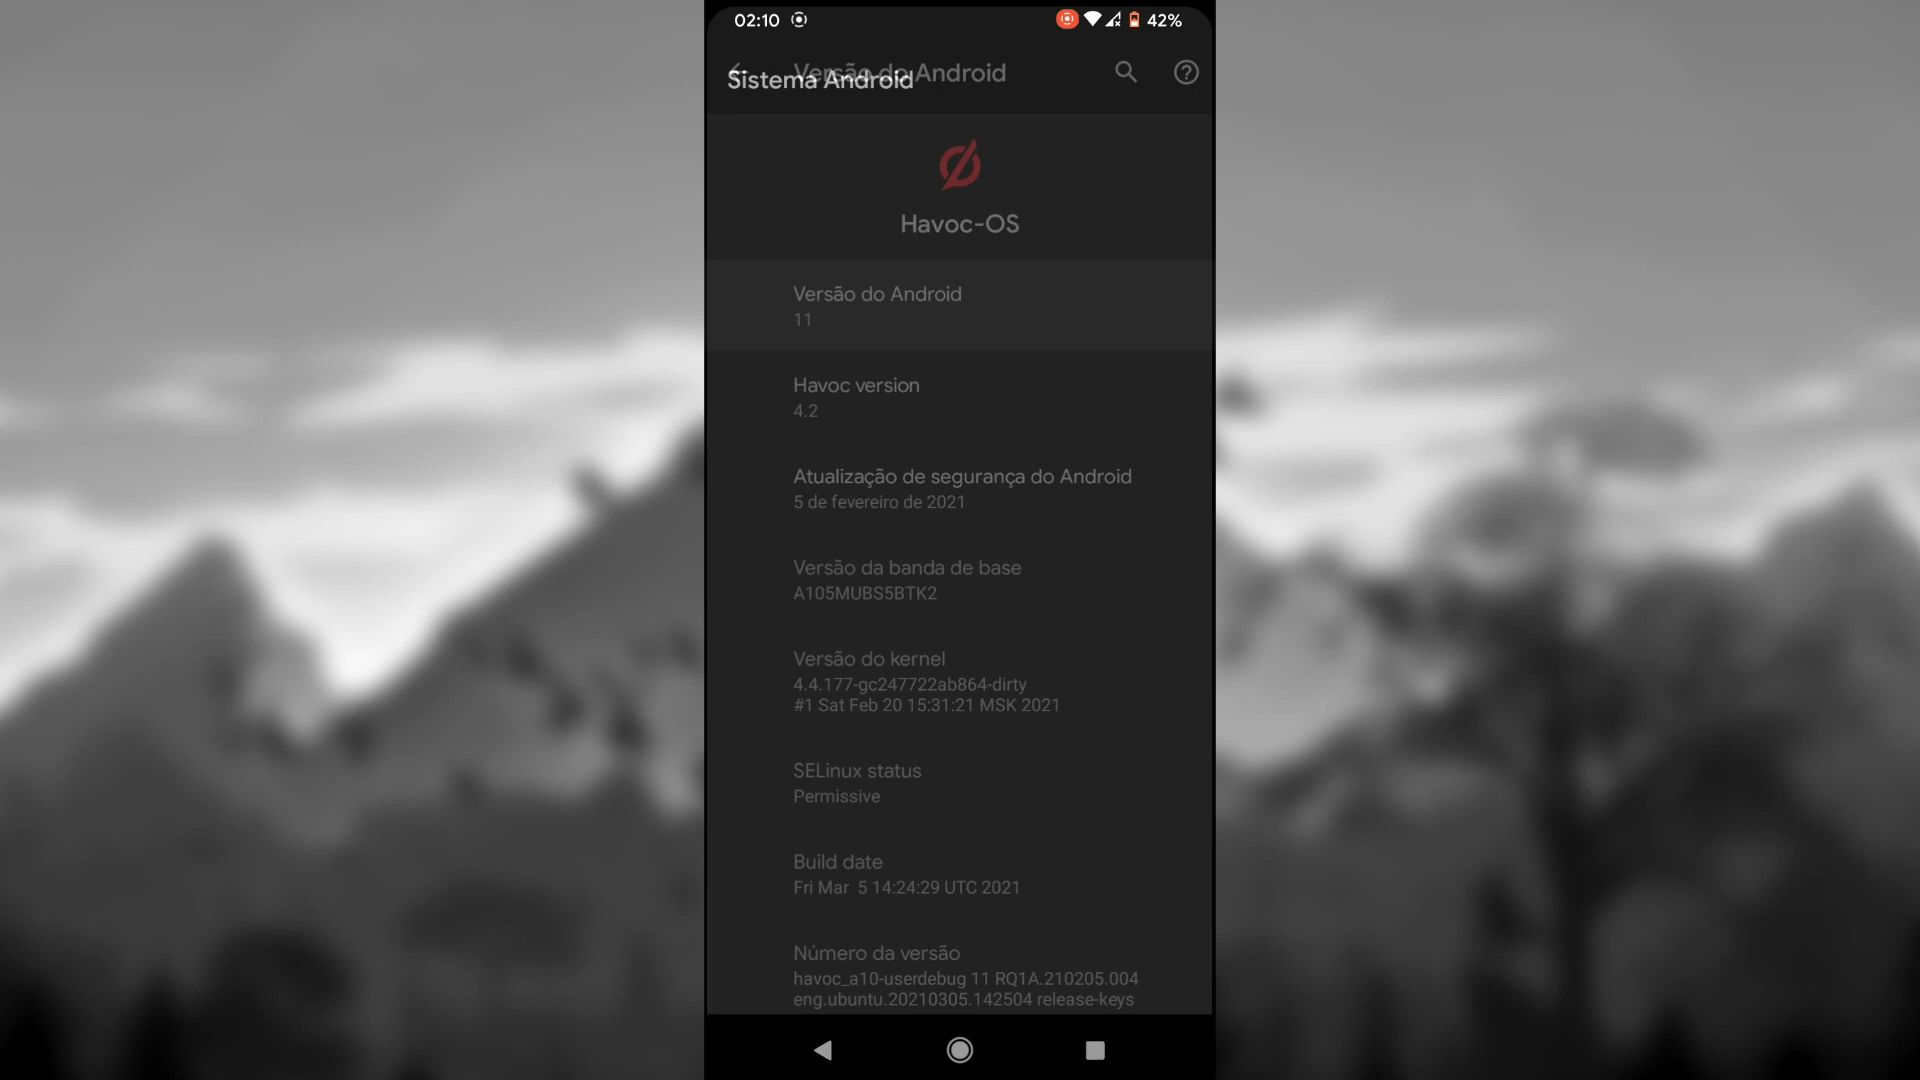 02:10
42%
Versão do Android
Sistema Android
Havoc-OS
Versão do Android
11
Havoc version
4.2
Atualização de segurança do Android
5 de fevereiro de 2021
Versão da banda de base
A105MUBS5BTK2
Versão do kernel
4.4.177-gc247722ab864-dirty
#1 Sat Feb 20 15:31:21 MSK 2021
SELinux status
Permissive
Build date
Fri Mar  5 14:24:29 UTC 2021
Número da versão
havoc_a10-userdebug 11 RQ1A.210205.004
eng.ubuntu.20210305.142504 release-keys